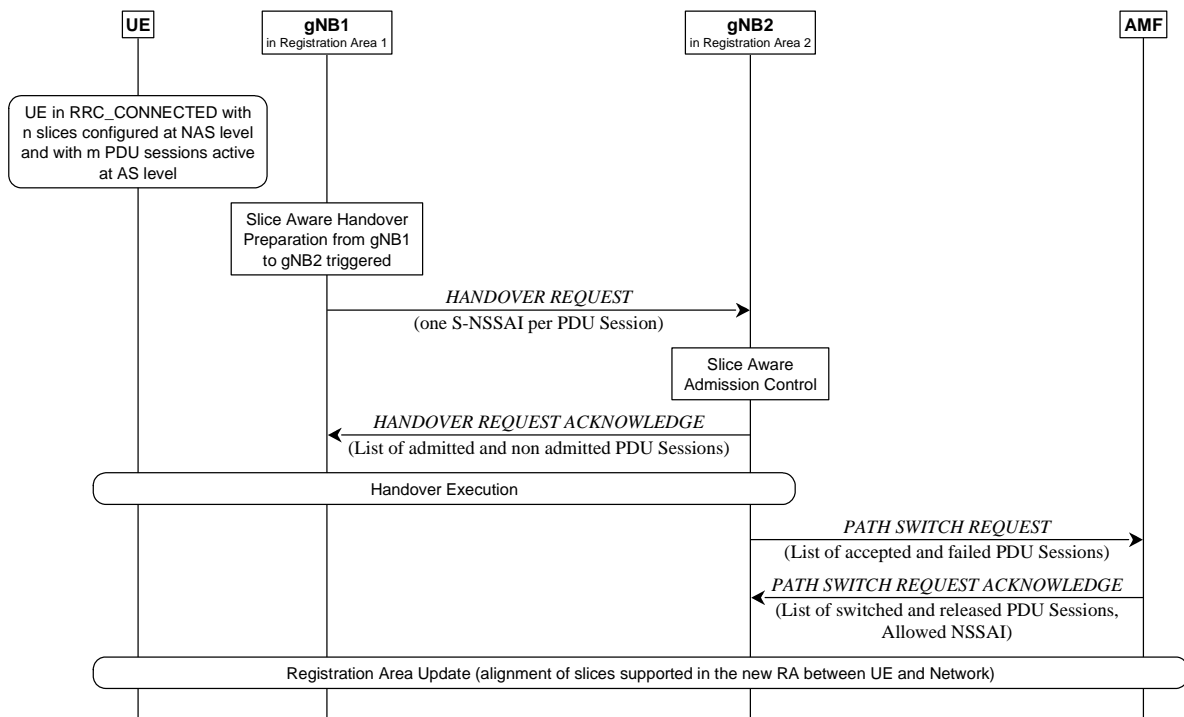 UE
gNB1
in Registration Area 1
gNB2
in Registration Area 2
AMF
UE in RRC_CONNECTED with
n slices configured at NAS level
and with m PDU sessions active
at AS level
Slice Aware Handover
Preparation from gNB1
to gNB2 triggered
HANDOVER REQUEST
(one S-NSSAI per PDU Session)
Slice Aware
Admission Control
HANDOVER REQUEST ACKNOWLEDGE
(List of admitted and non admitted PDU Sessions)
Handover Execution
PATH SWITCH REQUEST
(List of accepted and failed PDU Sessions)
PATH SWITCH REQUEST ACKNOWLEDGE
(List of switched and released PDU Sessions,
Allowed NSSAI)
Registration Area Update (alignment of slices supported in the new RA between UE and Network)